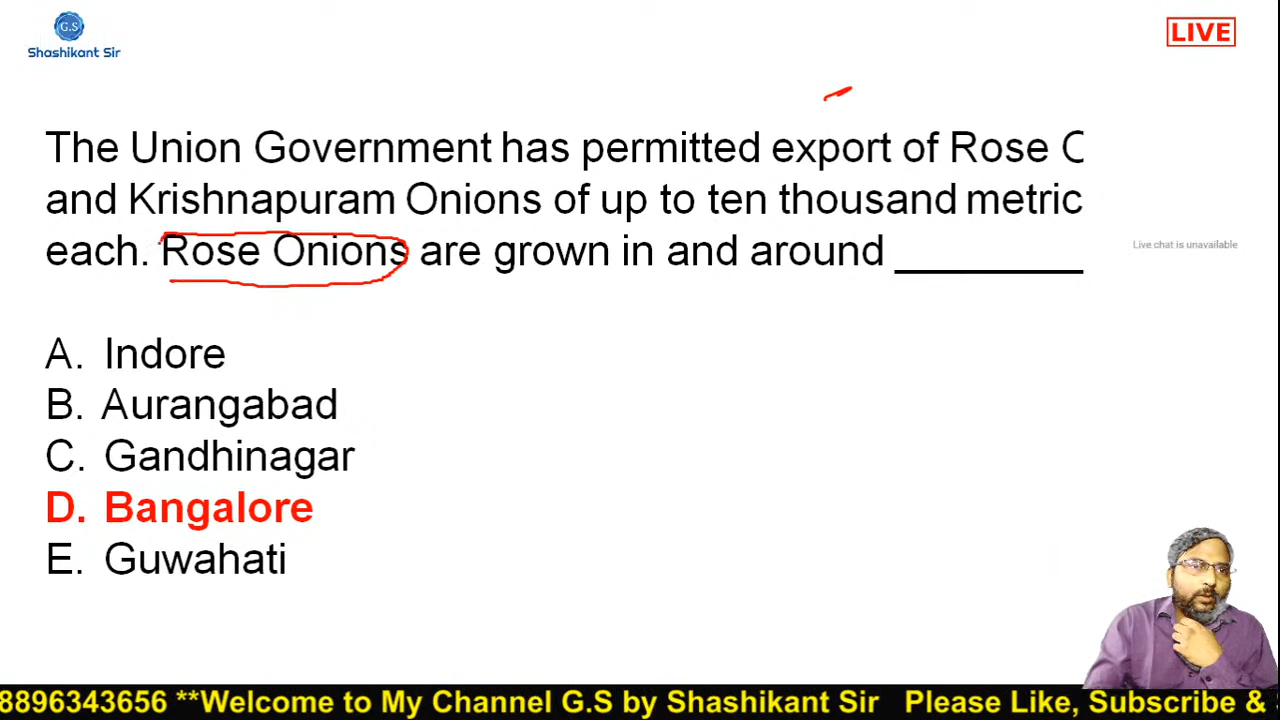 G.S
Shashikant Sir
LIVE
The Union Government has permitted export of Rose
and Krishnapuram Onions of up to ten thousand metric
each. Rose Onions are grown in and around __________
Live chat is unavailable
A. Indore
B. Aurangabad
C. Gandhinagar
D. Bangalore
E. Guwahati
8896343656 **Welcome to My Channel G.S by Shashikant Sir Please Like, Subscribe &